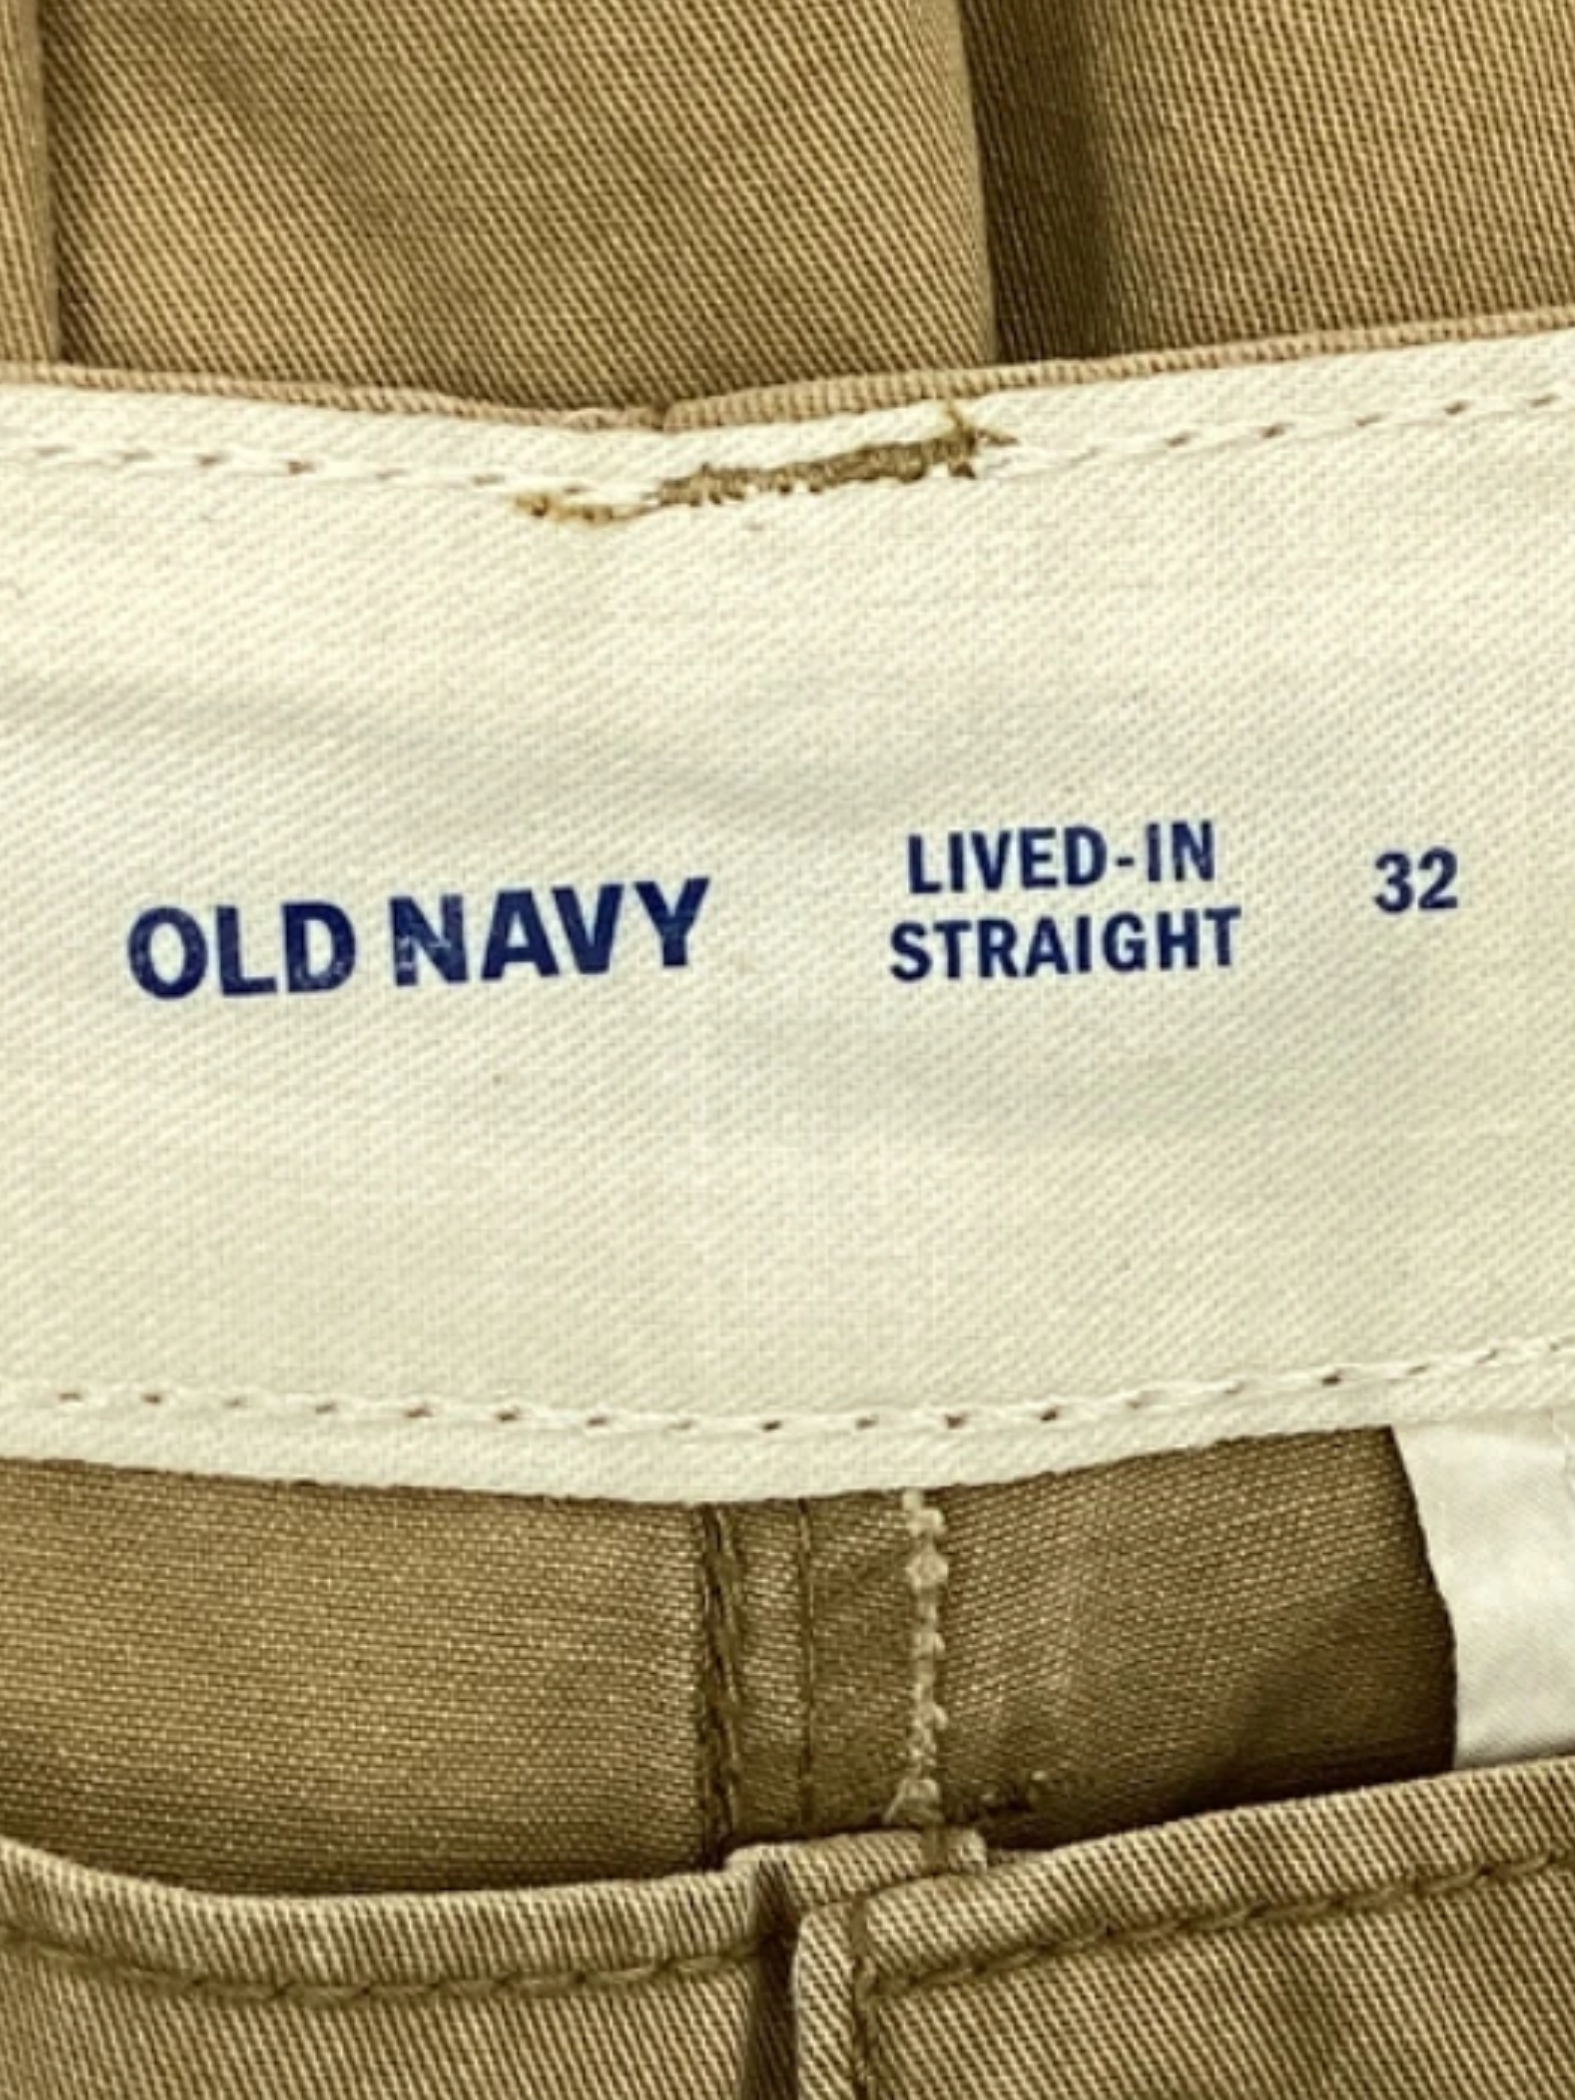 OLD NAVY
LIVED-IN
STRAIGHT
32